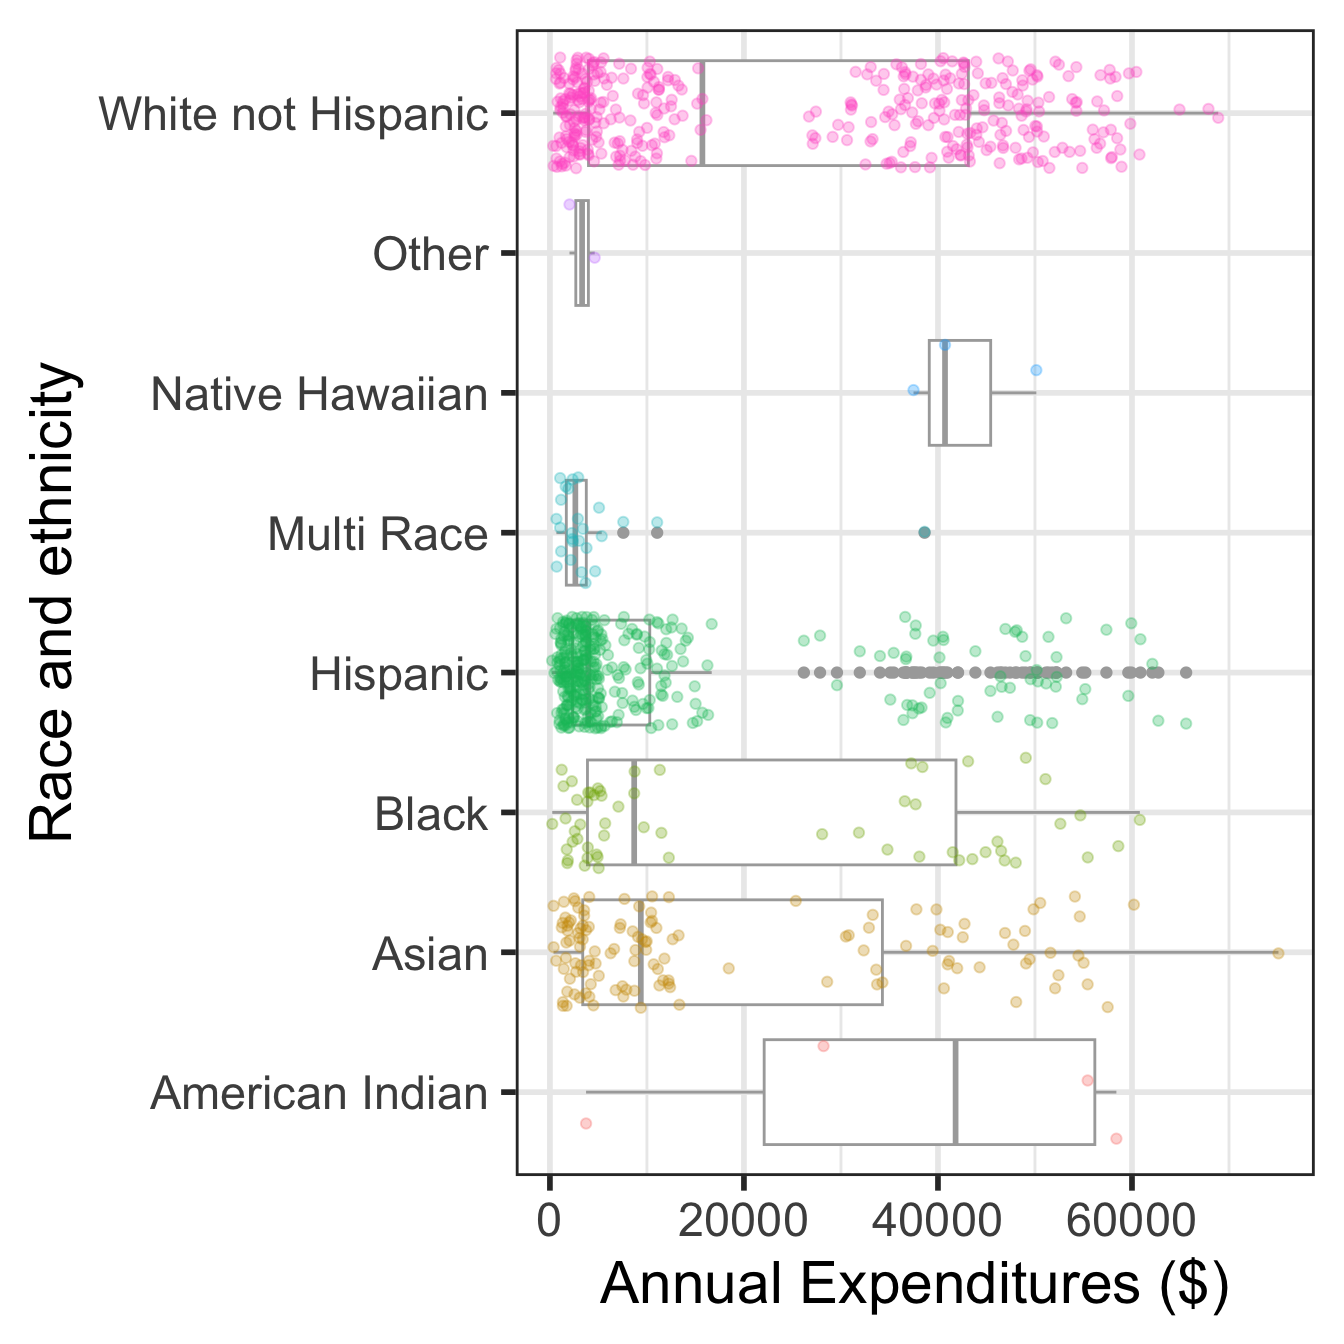 White not Hispanic
Other
Native Hawaiian
Multi Race
Hispanic
Black
Asian
American Indian
Race and ethnicity
0 20000 40000 60000
Annual Expenditures ($)